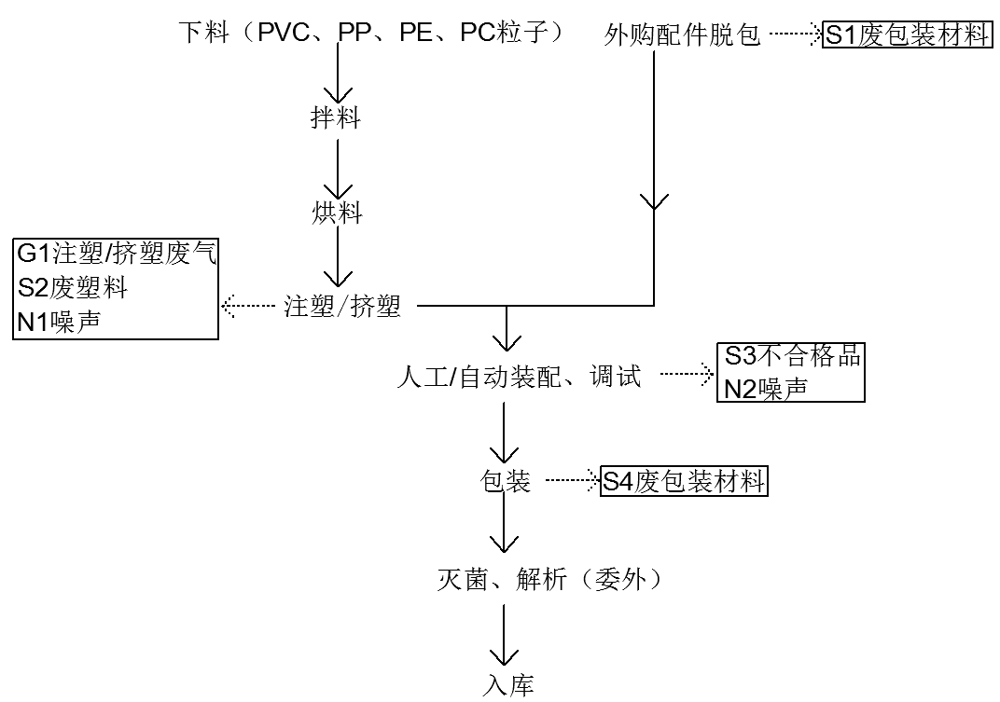 下料（PVC、PP、PE、PC粒子）
外购配件脱包
S1废包装材料
拌料
烘料
G1注塑/挤塑废气
S2废塑料
N1噪声
注塑/挤塑
人工/自动装配、调试
S3不合格品
N2噪声
包装
S4废包装材料
灭菌、解析（委外）
入库